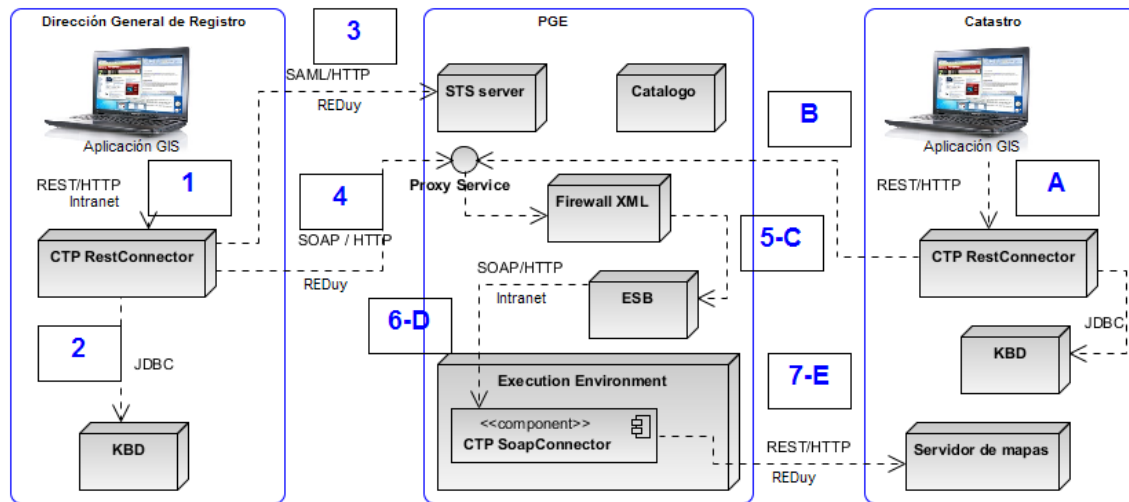 Dirección General de Registro
Aplicación GIS
1
REST/HTTP
Intranet
CTP RestConnector
2
JDBC
KBD
3
SAML/HTTP
REDuy
4
SOAP / HTTP
REDuy
PGE
STS server
Catalogo
Proxy Service
Firewall XML
5-C
SOAP/HTTP
Intranet
ESB
6-D
Execution Environment
<<component>>
CTP SoapConnector
7-E
REST/HTTP
REDuy
B
Catastro
Aplicación GIS
REST/HTTP
A
CTP RestConnector
JDBC
KBD
Servidor de mapas